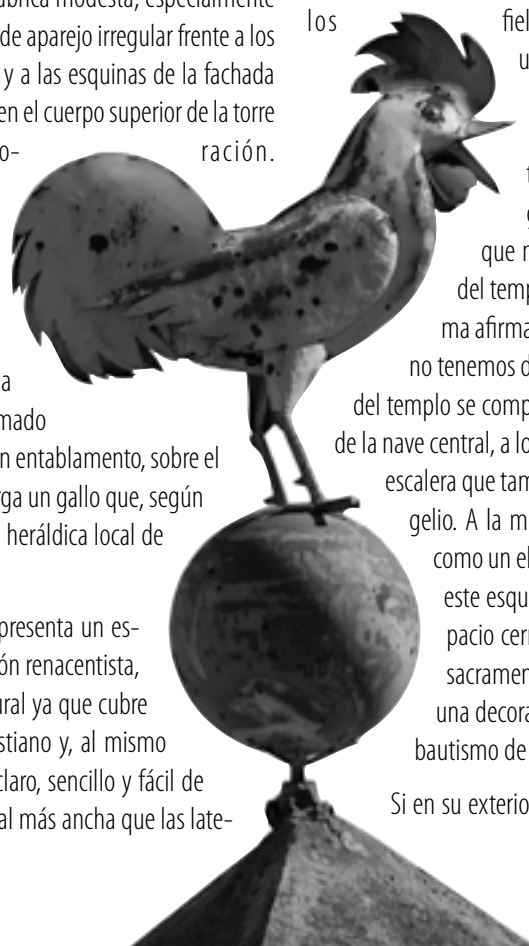 ábrica modesta, especialmente
de aparejo irregular frente a los
y a las esquinas de la fachada
en el cuerpo superior de la torre
o- ración.
a
mado
n entablamento, sobre el
rga un gallo que, según
heráldica local de
presenta un es-
ón renacentista,
ural ya que cubre
stiano y, al mismo
claro, sencillo y fácil de
al más ancha que las late-
los fiel
u
t
g
que n
del temp
ma afirma
no tenemos d
del templo se comp
de la nave central, a lo
escalera que tam
gelio. A la m
como un el
este esqu
pacio cer
sacramen
una decora
bautismo de
Si en su exterio